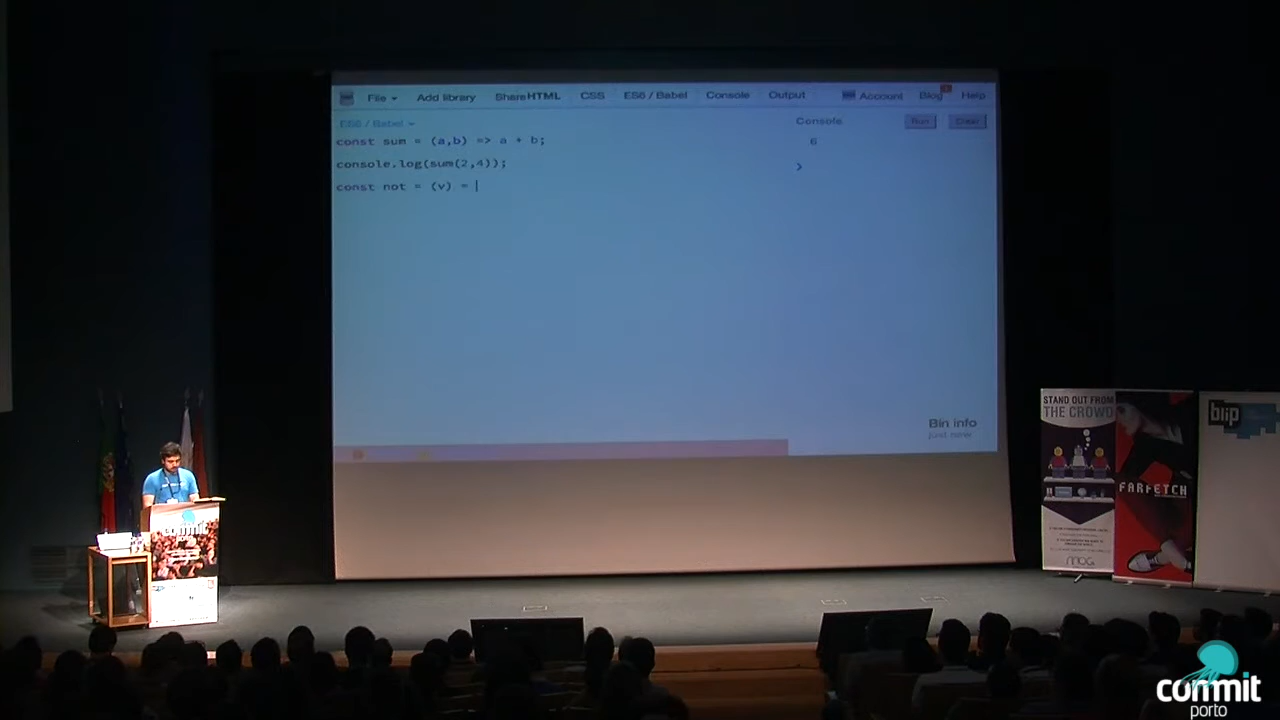 File Add library Share HTML CSS ES6 / Babel Console Output Account Blog Help
ES6 / Babel
Console
Run
Clear
const sum = (a,b) => a + b;
6
console.log(sum(2,4));
>
const not = (v) =
Bin info
just now
STAND OUT FROM
THE CROWD
FARFETCH
blip
mog
commit
porto
commit
porto